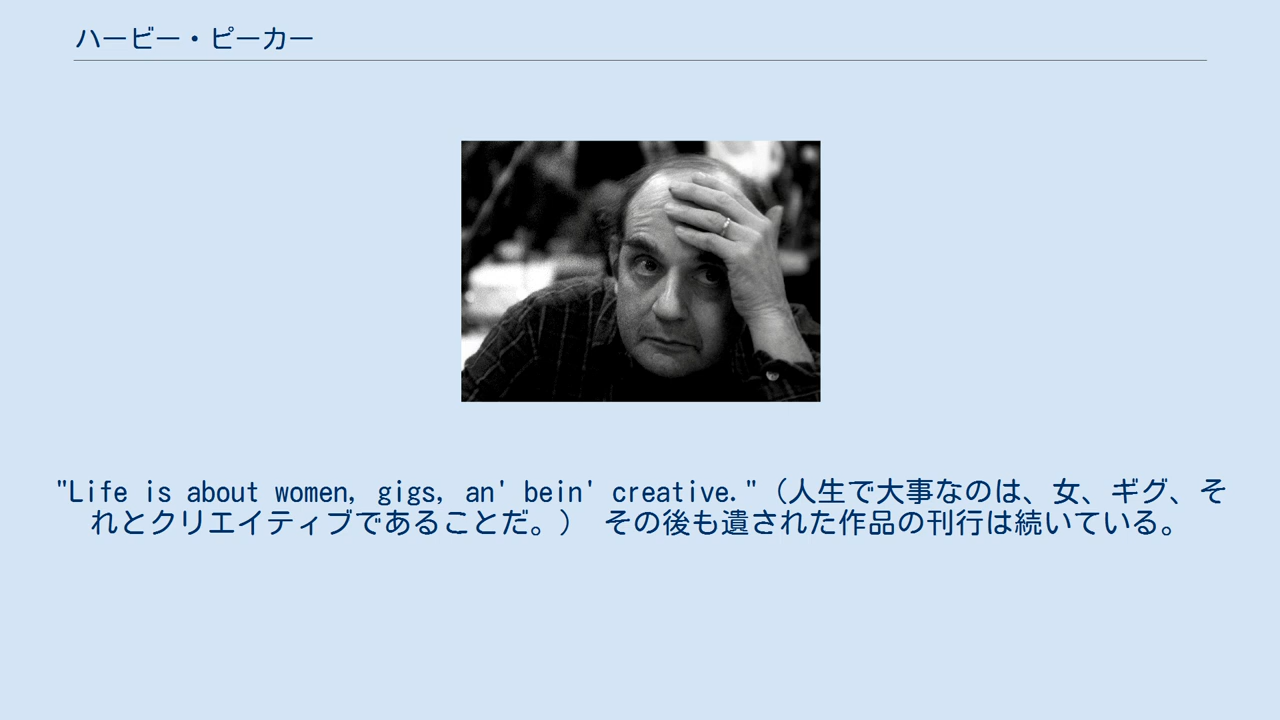 ハービー・ピーカー
"Life is about women, gigs, an' bein' creative."（人生で大事なのは、女、ギグ、そ
れとクリエイティブであることだ。） その後も遺された作品の刊行は続いている。